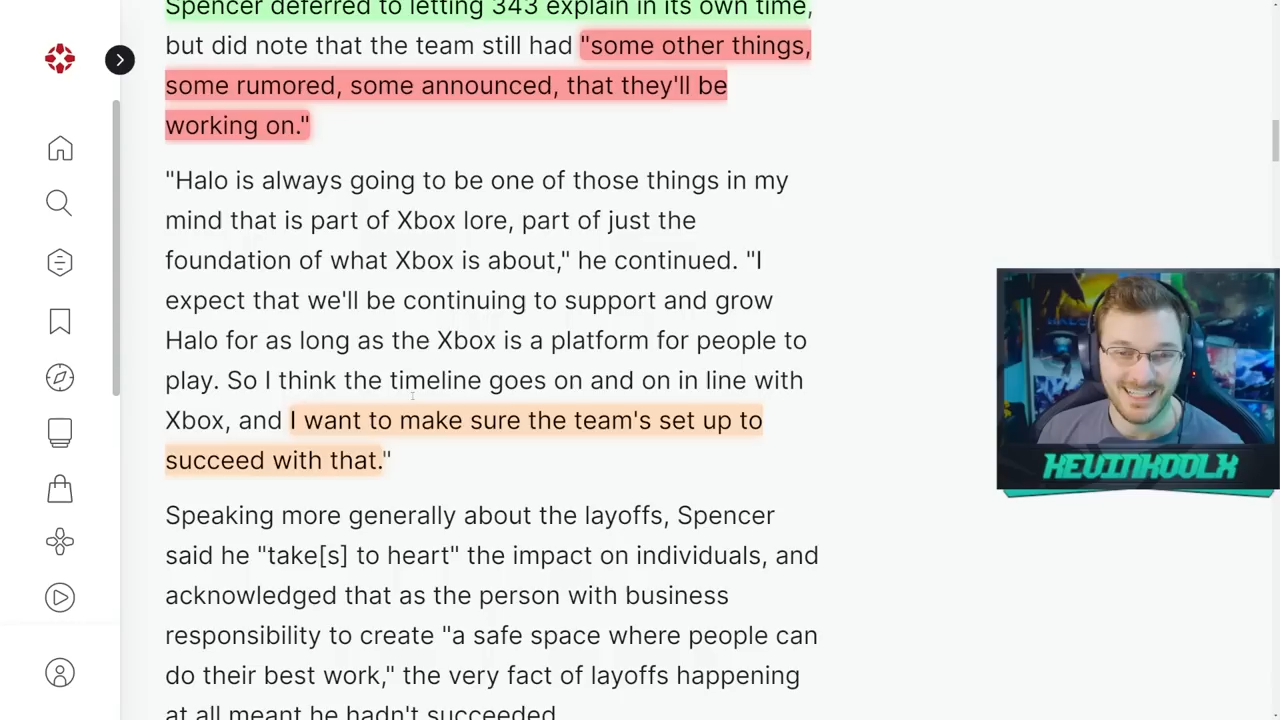 Spencer deferred to letting 343 explain in its own time,
but did note that the team still had "some other things,
some rumored, some announced, that they'll be
working on."
"Halo is always going to be one of those things in my
mind that is part of Xbox lore, part of just the
foundation of what Xbox is about," he continued. "I
expect that we'll be continuing to support and grow
Halo for as long as the Xbox is a platform for people to
play. So I think the timeline goes on and on in line with
Xbox, and I want to make sure the team's set up to
succeed with that."
Speaking more generally about the layoffs, Spencer
said he "take[s] to heart" the impact on individuals, and
acknowledged that as the person with business
responsibility to create "a safe space where people can
do their best work," the very fact of layoffs happening
at all meant he hadn't succeeded
KEVINKOOLX